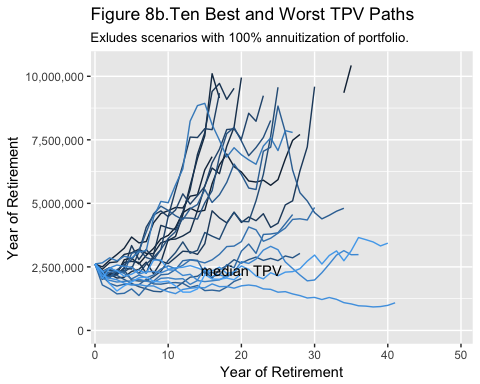 Figure 8b.Ten Best and Worst TPV Paths
Exludes scenarios with 100% annuitization of portfolio.
Year of Retirement
10,000,000
7,500,000
5,000,000
2,500,000
0
median TPV
0 10 20 30 40 50
Year of Retirement